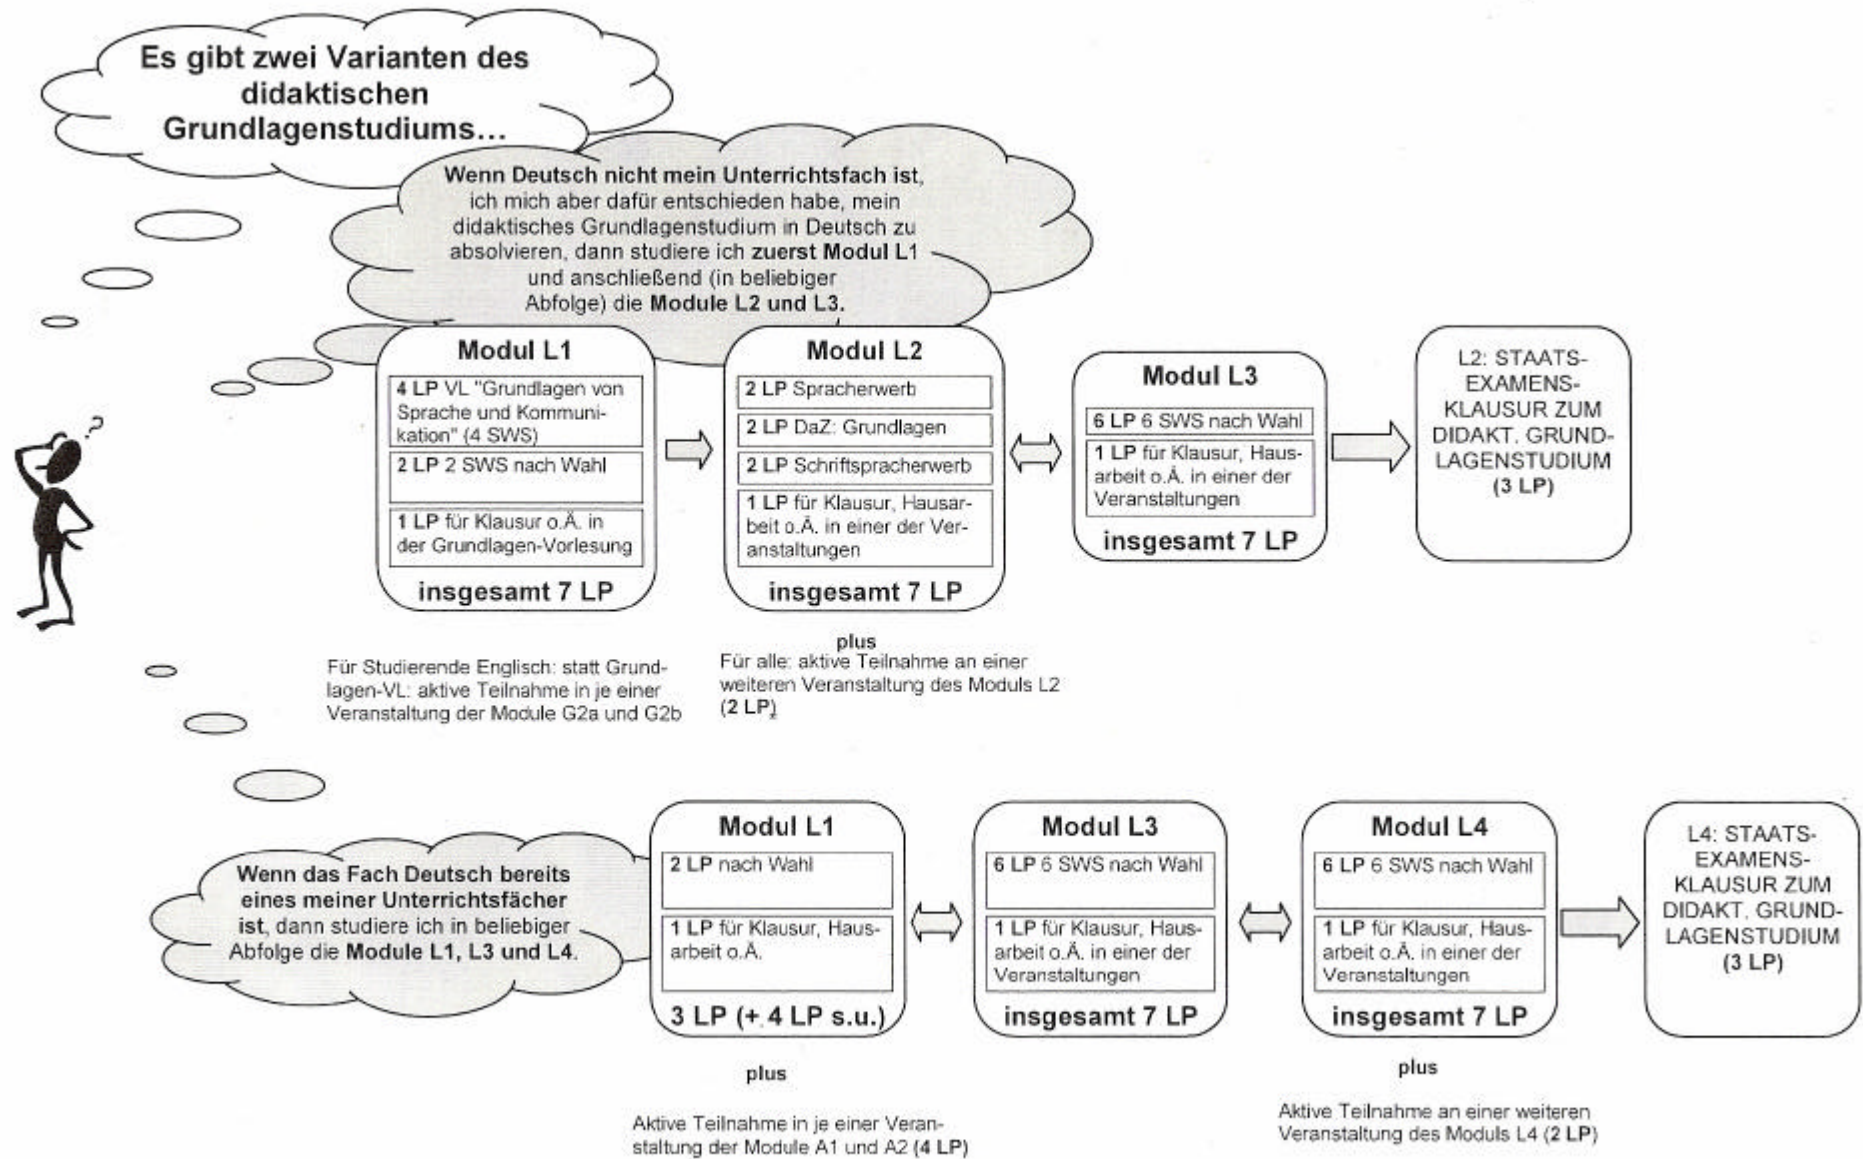 Es gibt zwei Varianten des
didaktischen
Grundlagenstudiums...
Wenn Deutsch nicht mein Unterrichtsfach ist,
ich mich aber dafür entschieden habe, mein
didaktisches Grundlagenstudium in Deutsch zu
absolvieren, dann studiere ich zuerst Modul L1
und anschließend (in beliebiger
Abfolge) die Module L2 und L3.
?
Modul L1
4 LP VL "Grundlagen von
Sprache und Kommuni-
kation" (4 SWS)
2 LP 2 SWS nach Wahl
1 LP für Klausur o.Ä. in
der Grundlagen-Vorlesung
insgesamt 7 LP
Modul L2
2 LP Spracherwerb
2 LP DaZ: Grundlagen
2 LP Schriftspracherwerb
1 LP für Klausur, Hausar-
beit o.Ä. in einer der Ver-
anstaltungen
insgesamt 7 LP
Modul L3
6 LP 6 SWS nach Wahl
1 LP für Klausur, Haus-
arbeit o.Ä. in einer der
Veranstaltungen
insgesamt 7 LP
L2: STAATS-
EXAMENS-
KLAUSUR ZUM
DIDAKT. GRUND-
LAGENSTUDIUM
(3 LP)
Für Studierende Englisch: statt Grund-
lagen-VL: aktive Teilnahme in je einer
Veranstaltung der Module G2a und G2b
plus
Für alle: aktive Teilnahme an einer
weiteren Veranstaltung des Moduls L2
(2 LP)
Wenn das Fach Deutsch bereits
eines meiner Unterrichtsfächer
ist, dann studiere ich in beliebiger
Abfolge die Module L1, L3 und L4.
Modul L1
2 LP nach Wahl
1 LP für Klausur, Haus-
arbeit o.Ä.
3 LP (+ 4 LP s.u.)
Modul L3
6 LP 6 SWS nach Wahl
1 LP für Klausur, Haus-
arbeit o.Ä. in einer der
Veranstaltungen
insgesamt 7 LP
Modul L4
6 LP 6 SWS nach Wahl
1 LP für Klausur, Haus-
arbeit o.Ä. in einer der
Veranstaltungen
insgesamt 7 LP
L4: STAATS-
EXAMENS-
KLAUSUR ZUM
DIDAKT. GRUND-
LAGENSTUDIUM
(3 LP)
plus
Aktive Teilnahme in je einer Veran-
staltung der Module A1 und A2 (4 LP)
plus
Aktive Teilnahme an einer weiteren
Veranstaltung des Moduls L4 (2 LP)